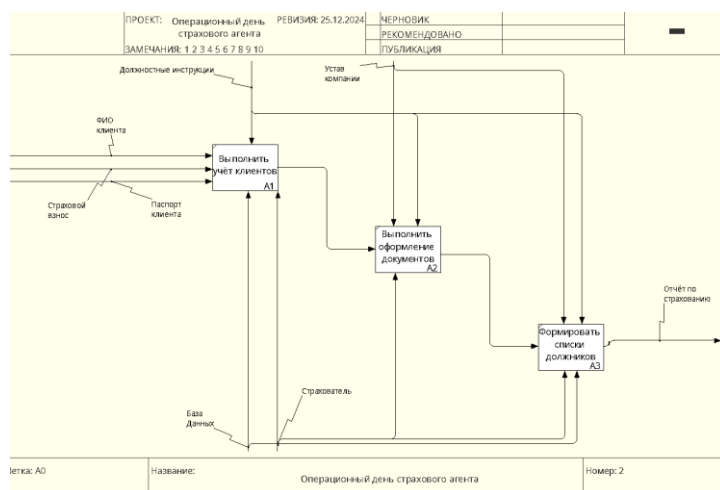 ПРОЕКТ: Операционный день
страхового агента
РЕВИЗИЯ: 25.12.2024
ЗАМЕЧАНИЯ: 1 2 3 4 5 6 7 8 9 10
ЧЕРНОВИК
РЕКОМЕНДОВАНО
ПУБЛИКАЦИЯ
Должностные инструкции
Устав
компании
ФИО
клиента
Выполнить
учёт клиентов
A1
Страховой
взнос
Паспорт
клиента
Выполнить
оформление
документов
A2
Отчёт по
страхованию
Формировать
списки
должников
A3
Страхователь
База
Данных
Ветка: A0
Название:
Операционный день страхового агента
Номер: 2